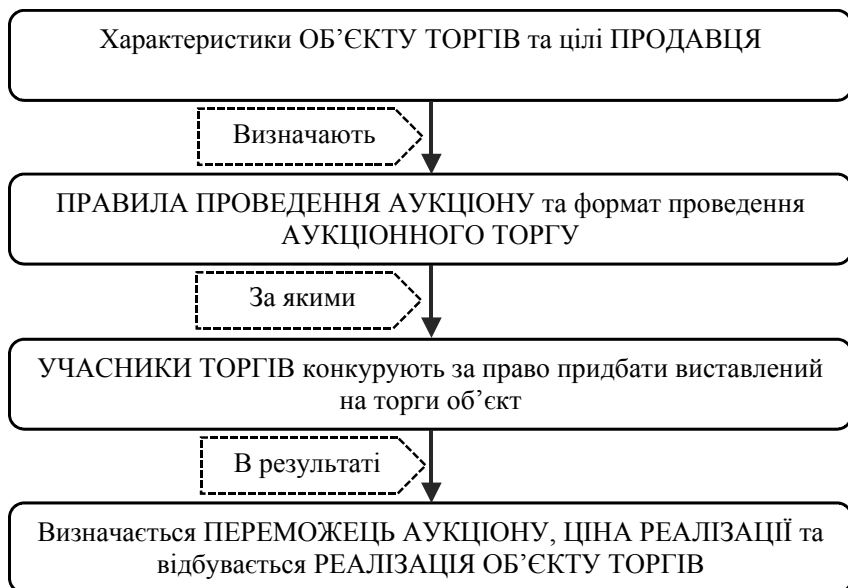 Характеристики ОБ’ЄКТУ ТОРГІВ та цілі ПРОДАВЦЯ
Визначають
ПРАВИЛА ПРОВЕДЕННЯ АУКЦІОНУ та формат проведення
АУКЦІОННОГО ТОРГУ
За якими
УЧАСНИКИ ТОРГІВ конкурують за право придбати виставлений
на торги об’єкт
В результаті
Визначається ПЕРЕМОЖЕЦЬ АУКЦІОНУ, ЦІНА РЕАЛІЗАЦІЇ та
відбувається РЕАЛІЗАЦІЯ ОБ’ЄКТУ ТОРГІВ